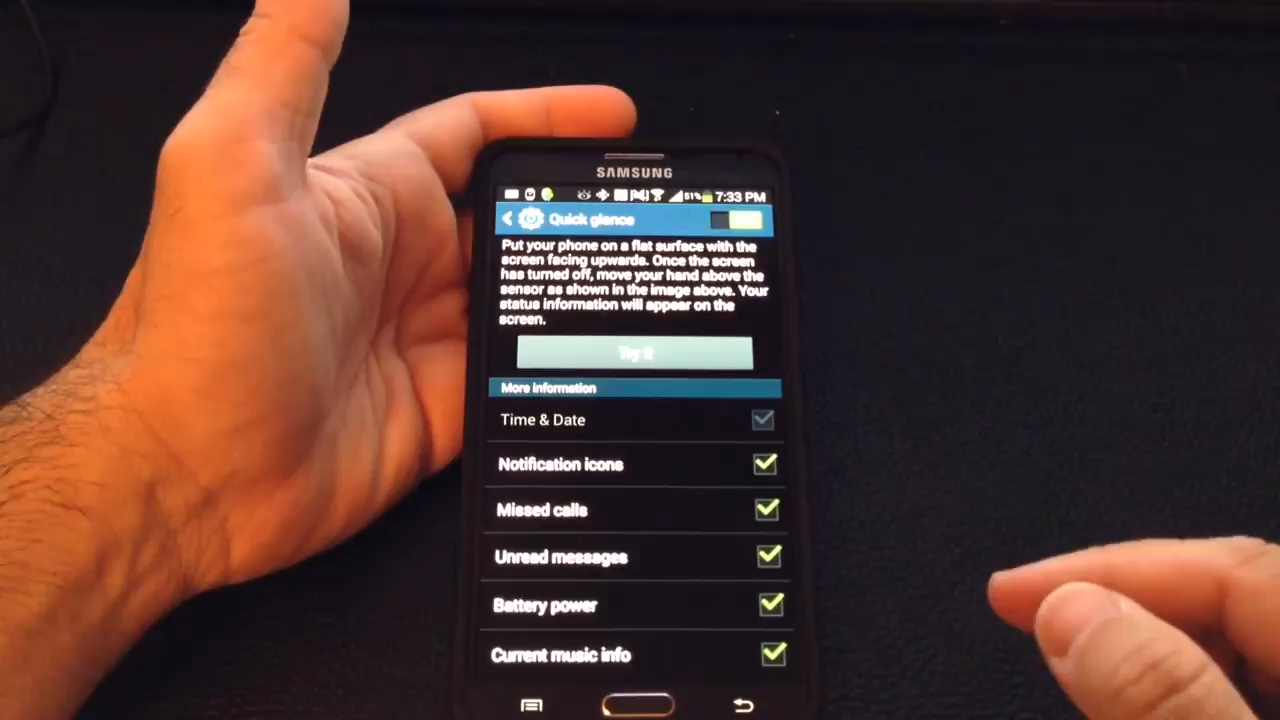 SAMSUNG
51% 7:33 PM
Quick glance
Put your phone on a flat surface with the
screen facing upwards. Once the screen
has turned off, move your hand above the
sensor as shown in the image above. Your
status information will appear on the
screen.
Try it
More information
Time & Date
Notification icons
Missed calls
Unread messages
Battery power
Current music info